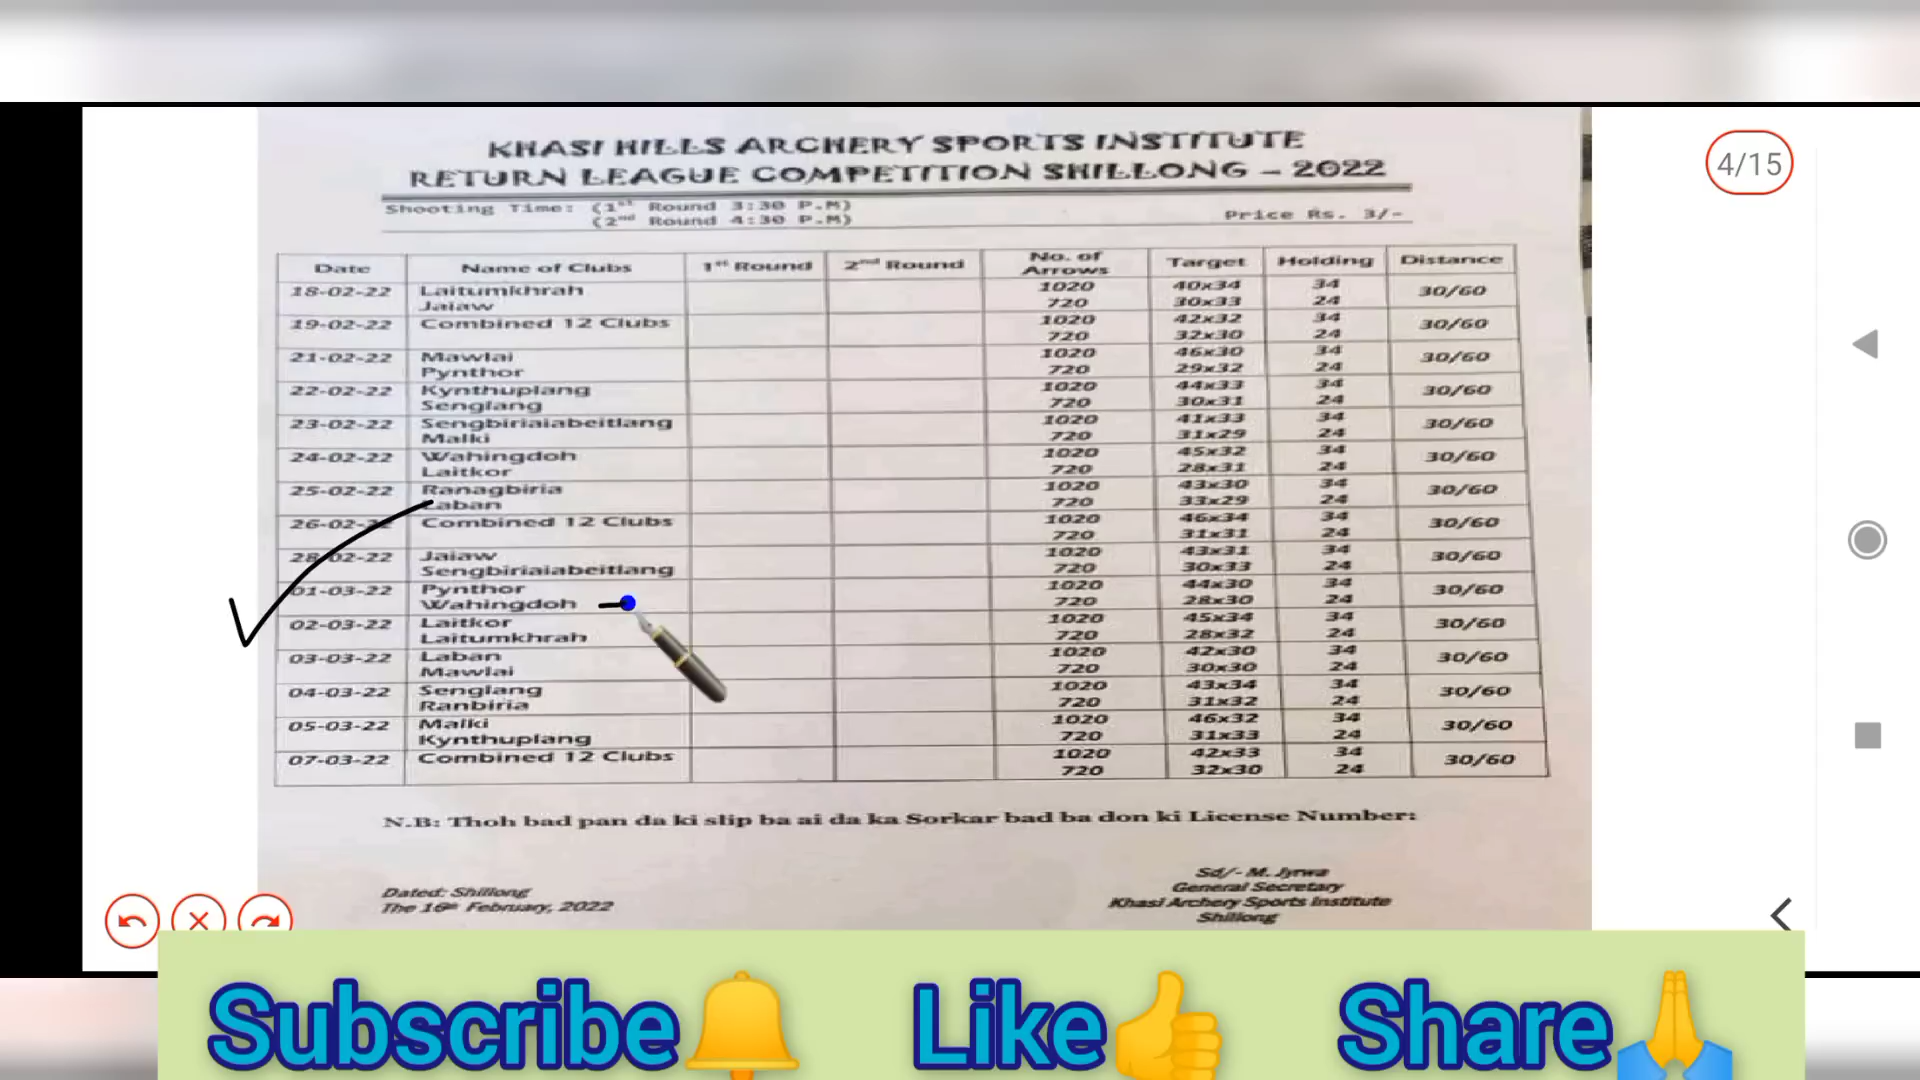 4/15
KHASI HILLS ARCHERY SPORTS INSTITUTE
RETURN LEAGUE COMPETITION SHILLONG – 2022
Shooting Time: (1st Round 3:30 P.M)
(2nd Round 4:30 P.M)
Price Rs. 3/-
Date Name of Clubs 1st Round 2nd Round No. of Arrows Target Holding Distance
18-02-22 Laitumkhrah 1020 40x34 34 30/60
Jaiaw 720 30x33 24
19-02-22 Combined 12 Clubs 1020 42x32 34 30/60
720 32x30 24
21-02-22 Mawlai 1020 46x30 34 30/60
Pynthor 720 29x32 24
22-02-22 Kynthuplang 1020 44x33 34 30/60
Senglang 720 30x31 24
23-02-22 Sengbiriaiabeitlang 1020 41x33 34 30/60
Malki 720 31x29 24
24-02-22 Wahingdoh 1020 45x32 34 30/60
Laitkor 720 28x31 24
25-02-22 Ranagbiria 1020 43x30 34 30/60
Laban 720 33x29 24
26-02-22 Combined 12 Clubs 1020 46x34 34 30/60
720 31x31 24
28-02-22 Jaiaw 1020 43x31 34 30/60
Sengbiriaiabeitlang 720 30x33 24
01-03-22 Pynthor 1020 44x30 34 30/60
Wahingdoh 720 28x30 24
02-03-22 Laitkor 1020 45x34 34 30/60
Laitumkhrah 720 28x32 24
03-03-22 Laban 1020 42x30 34 30/60
Mawlai 720 30x30 24
04-03-22 Senglang 1020 43x34 34 30/60
Ranbiria 720 31x32 24
05-03-22 Malki 1020 46x32 34 30/60
Kynthuplang 720 31x33 24
07-03-22 Combined 12 Clubs 1020 42x33 34 30/60
720 32x30 24
N.B: Thoh bad pan da ki slip ba ai da ka Sorkar bad ba don ki License Number:
Dated: Shillong
The 16th February, 2022
Sd/- M. Jyrwa
General Secretary
Khasi Archery Sports Institute
Shillong
Subscribe Like Share